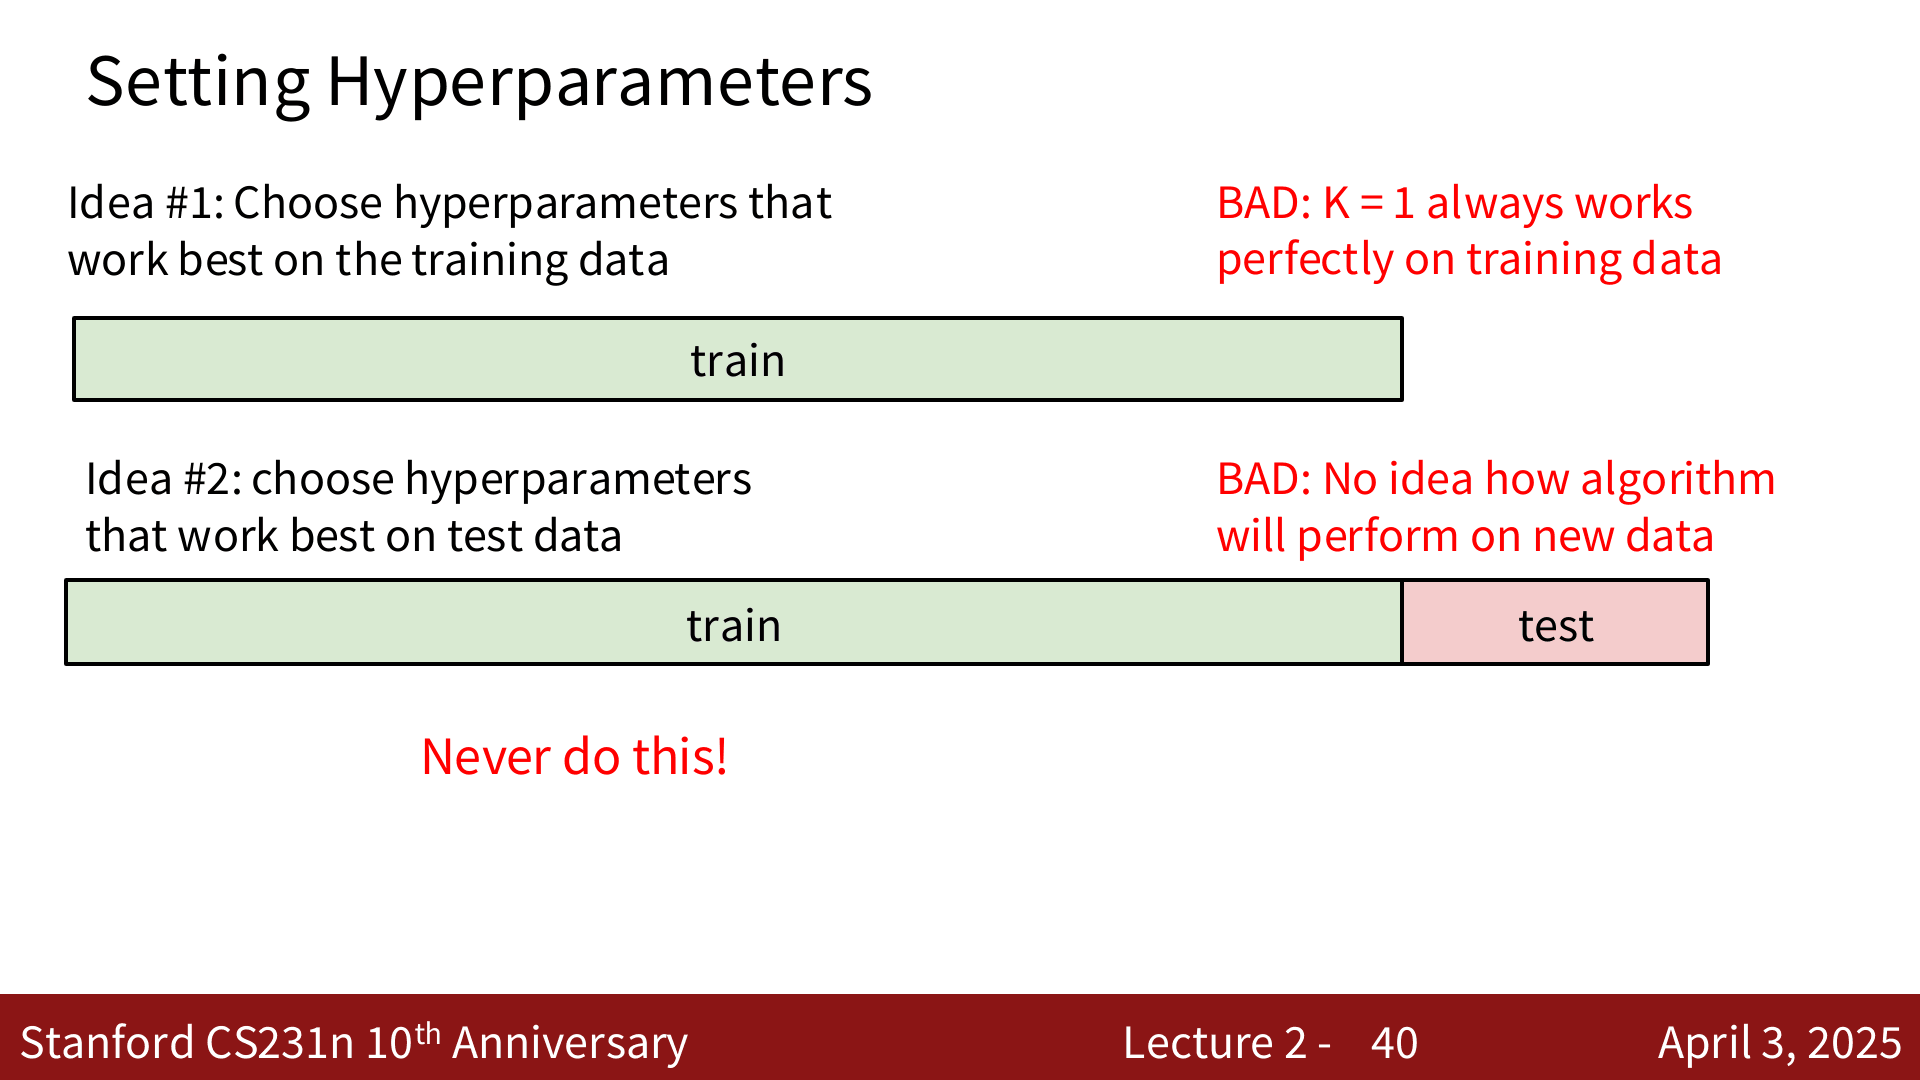 Setting Hyperparameters
Idea #1: Choose hyperparameters that
work best on the training data
BAD: K = 1 always works
perfectly on training data
train
Idea #2: choose hyperparameters
that work best on test data
BAD: No idea how algorithm
will perform on new data
train
test
Never do this!
Stanford CS231n 10th Anniversary
Lecture 2 - 40
April 3, 2025